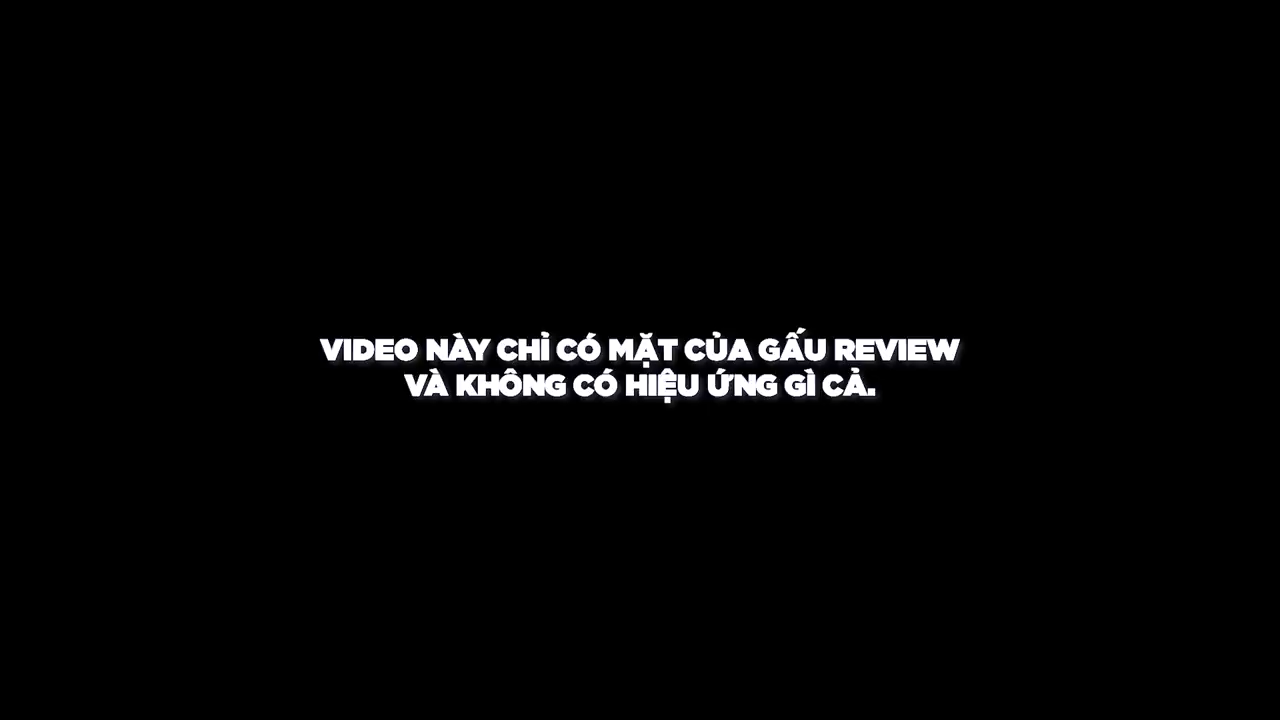 VIDEO NÀY CHỈ CÓ MẶT CỦA GẤU REVIEW
VÀ KHÔNG CÓ HIỆU ỨNG GÌ CẢ.